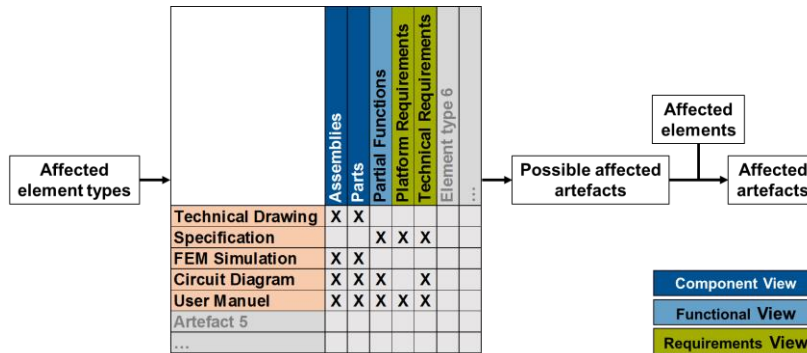 Affected
element types
Assemblies
Parts
Partial Functions
Platform Requirements
Technical Requirements
Element type 6
...
Technical Drawing X X
Specification X X X
FEM Simulation X X
Circuit Diagram X X X X
User Manuel X X X X X
Artefact 5
...
Possible affected
artefacts
Affected
elements
Affected
artefacts
Component View
Functional View
Requirements View